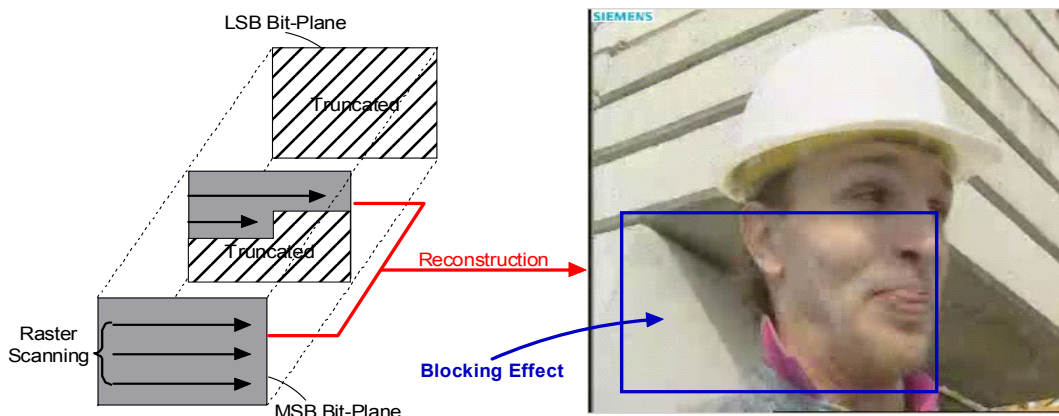 LSB Bit-Plane
Truncated
Truncated
Raster
Scanning
MSB Bit-Plane
Reconstruction
Blocking Effect
SIEMENS